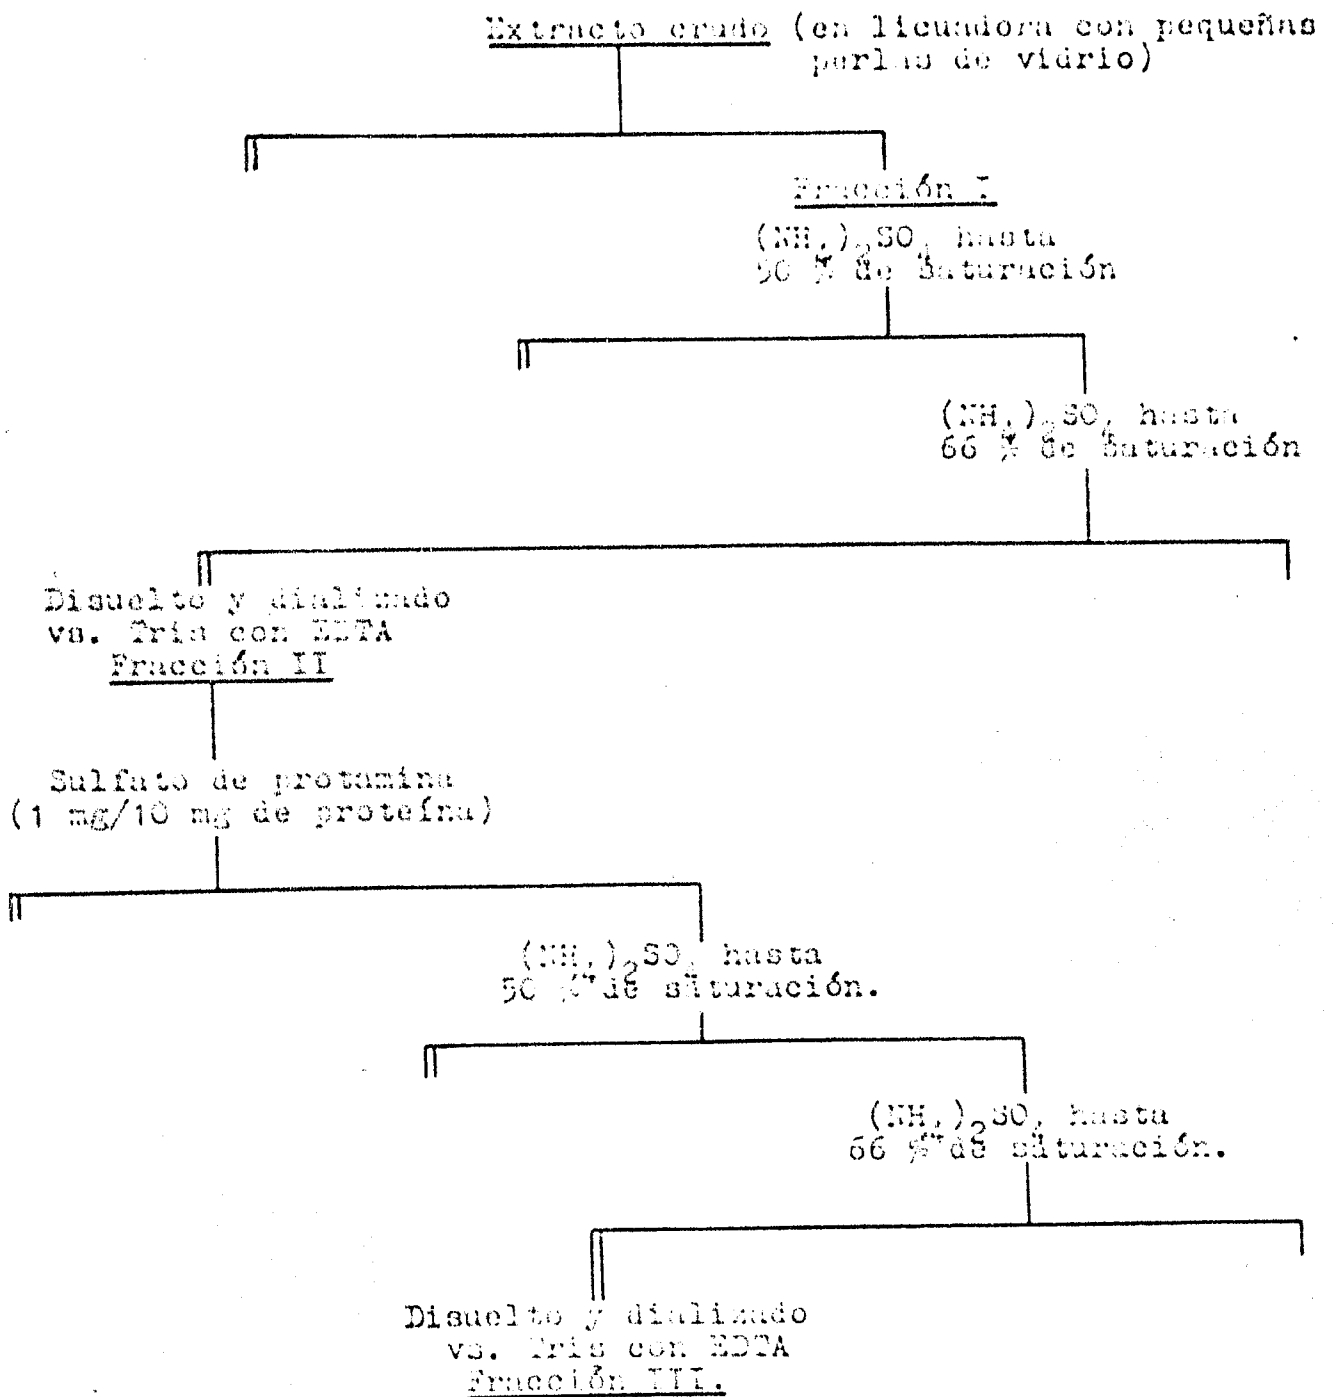 Extracto crudo (en licuadora con pequeñas
perlas de vidrio)
Fracción I
(NH₄)₂SO₄ hasta
50 % de Saturación
(NH₄)₂SO₄ hasta
66 % de Saturación
Disuelto y dializado
vs. Tris con EDTA
Fracción II
Sulfato de protamina
(1 mg/10 mg de proteína)
(NH₄)₂SO₄ hasta
50 % de saturación.
(NH₄)₂SO₄ hasta
66 % de saturación.
Disuelto y dializado
vs. Tris con EDTA
Fracción III.